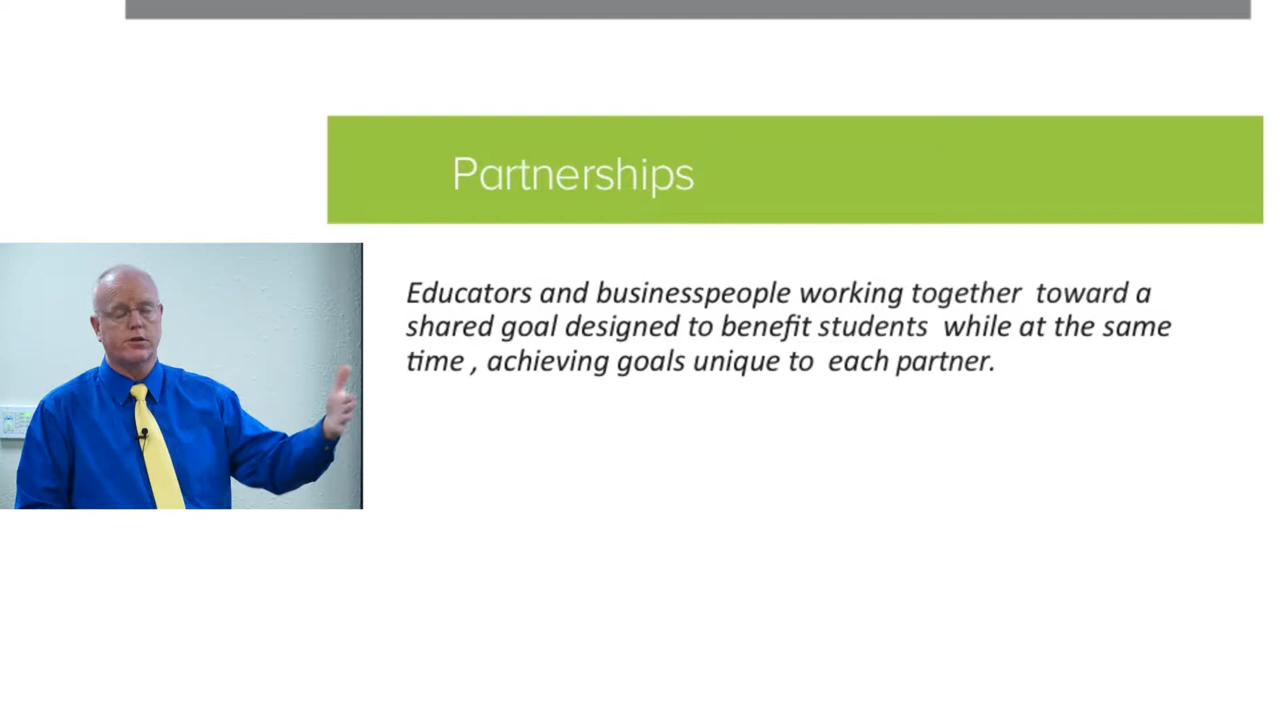 Partnerships
Educators and businesspeople working together toward a
shared goal designed to benefit students while at the same
time , achieving goals unique to each partner.